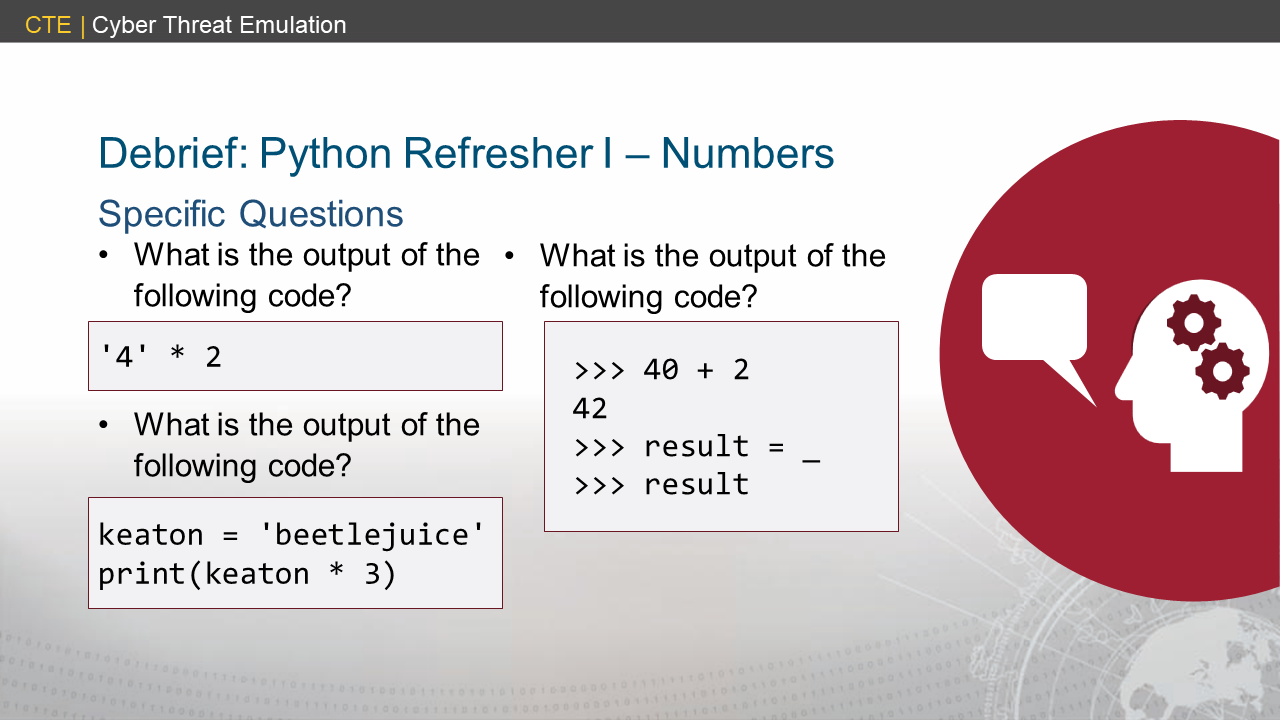 CTE | Cyber Threat Emulation
Debrief: Python Refresher I – Numbers
Specific Questions
• What is the output of the
following code?
'4' * 2
• What is the output of the
following code?
keaton = 'beetlejuice'
print(keaton * 3)
• What is the output of the
following code?
>>> 40 + 2
42
>>> result = _
>>> result